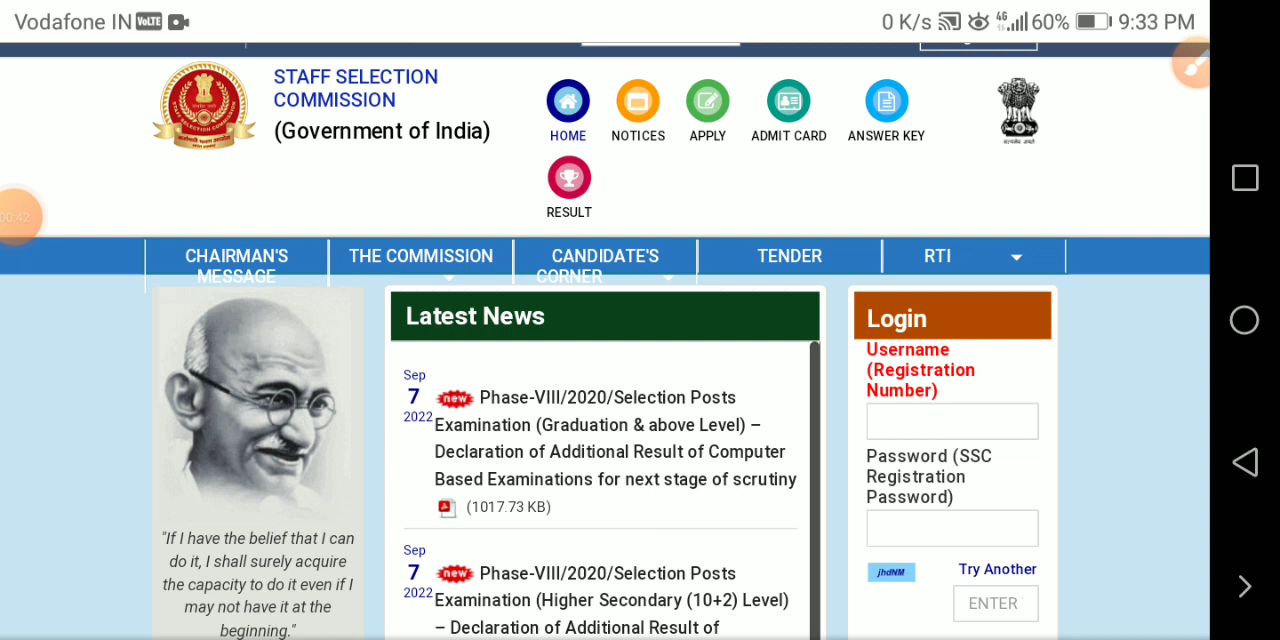 Vodafone IN VoLTE 0 K/s 4G 60% 9:33 PM
STAFF SELECTION
COMMISSION
(Government of India)
HOME NOTICES APPLY ADMIT CARD ANSWER KEY
RESULT
00:42
CHAIRMAN'S
MESSAGE
THE COMMISSION
CANDIDATE'S
CORNER
TENDER
RTI
"If I have the belief that I can
do it, I shall surely acquire
the capacity to do it even if I
may not have it at the
beginning."
Latest News
Sep
7
2022
new Phase-VIII/2020/Selection Posts
Examination (Graduation & above Level) –
Declaration of Additional Result of Computer
Based Examinations for next stage of scrutiny
(1017.73 KB)
Sep
7
2022
new Phase-VIII/2020/Selection Posts
Examination (Higher Secondary (10+2) Level)
– Declaration of Additional Result of
Login
Username
(Registration
Number)
Password (SSC
Registration
Password)
jhdNM Try Another
ENTER